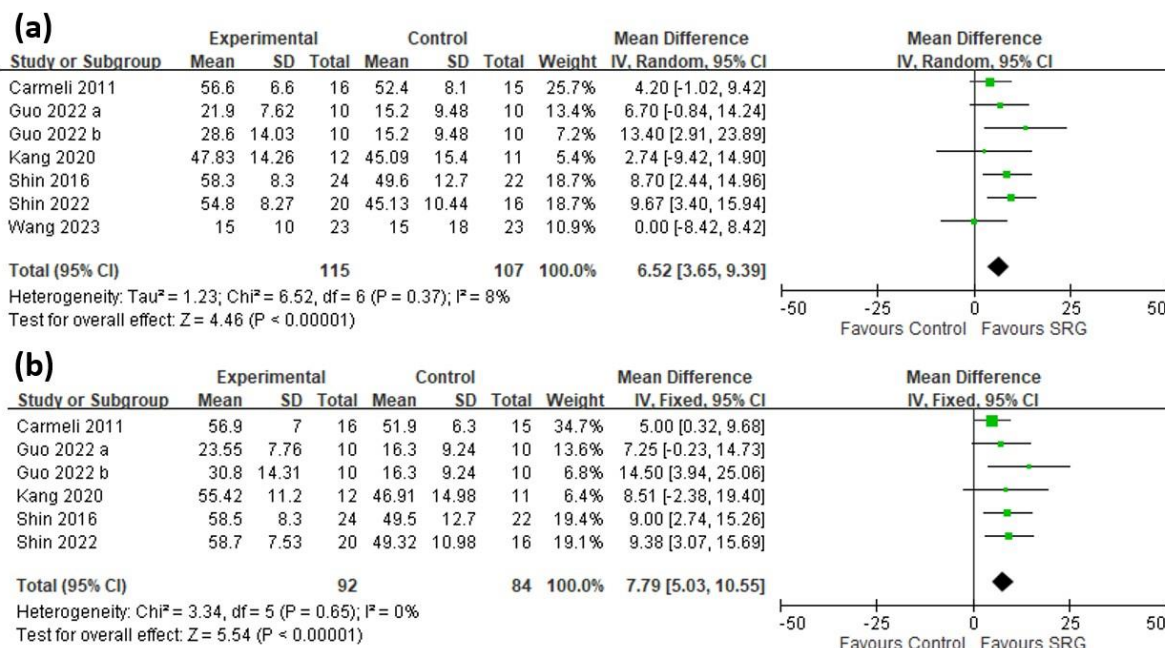 (a)
Experimental Control Mean Difference Mean Difference
Study or Subgroup Mean SD Total Mean SD Total Weight IV, Random, 95% CI IV, Random, 95% CI
Carmeli 2011 56.6 6.6 16 52.4 8.1 15 25.7% 4.20 [-1.02, 9.42]
Guo 2022 a 21.9 7.62 10 15.2 9.48 10 13.4% 6.70 [-0.84, 14.24]
Guo 2022 b 28.6 14.03 10 15.2 9.48 10 7.2% 13.40 [2.91, 23.89]
Kang 2020 47.83 14.26 12 45.09 15.4 11 5.4% 2.74 [-9.42, 14.90]
Shin 2016 58.3 8.3 24 49.6 12.7 22 18.7% 8.70 [2.44, 14.96]
Shin 2022 54.8 8.27 20 45.13 10.44 16 18.7% 9.67 [3.40, 15.94]
Wang 2023 15 10 23 15 18 23 10.9% 0.00 [-8.42, 8.42]
Total (95% CI) 115 107 100.0% 6.52 [3.65, 9.39]
Heterogeneity: Tau² = 1.23; Chi² = 6.52, df = 6 (P = 0.37); I² = 8%
Test for overall effect: Z = 4.46 (P < 0.00001)
-50 -25 0 25 50
Favours Control Favours SRG
(b)
Experimental Control Mean Difference Mean Difference
Study or Subgroup Mean SD Total Mean SD Total Weight IV, Fixed, 95% CI IV, Fixed, 95% CI
Carmeli 2011 56.9 7 16 51.9 6.3 15 34.7% 5.00 [0.32, 9.68]
Guo 2022 a 23.55 7.76 10 16.3 9.24 10 13.6% 7.25 [-0.23, 14.73]
Guo 2022 b 30.8 14.31 10 16.3 9.24 10 6.8% 14.50 [3.94, 25.06]
Kang 2020 55.42 11.2 12 46.91 14.98 11 6.4% 8.51 [-2.38, 19.40]
Shin 2016 58.5 8.3 24 49.5 12.7 22 19.4% 9.00 [2.74, 15.26]
Shin 2022 58.7 7.53 20 49.32 10.98 16 19.1% 9.38 [3.07, 15.69]
Total (95% CI) 92 84 100.0% 7.79 [5.03, 10.55]
Heterogeneity: Chi² = 3.34, df = 5 (P = 0.65); I² = 0%
Test for overall effect: Z = 5.54 (P < 0.00001)
-50 -25 0 25 50
Favours Control Favours SRG